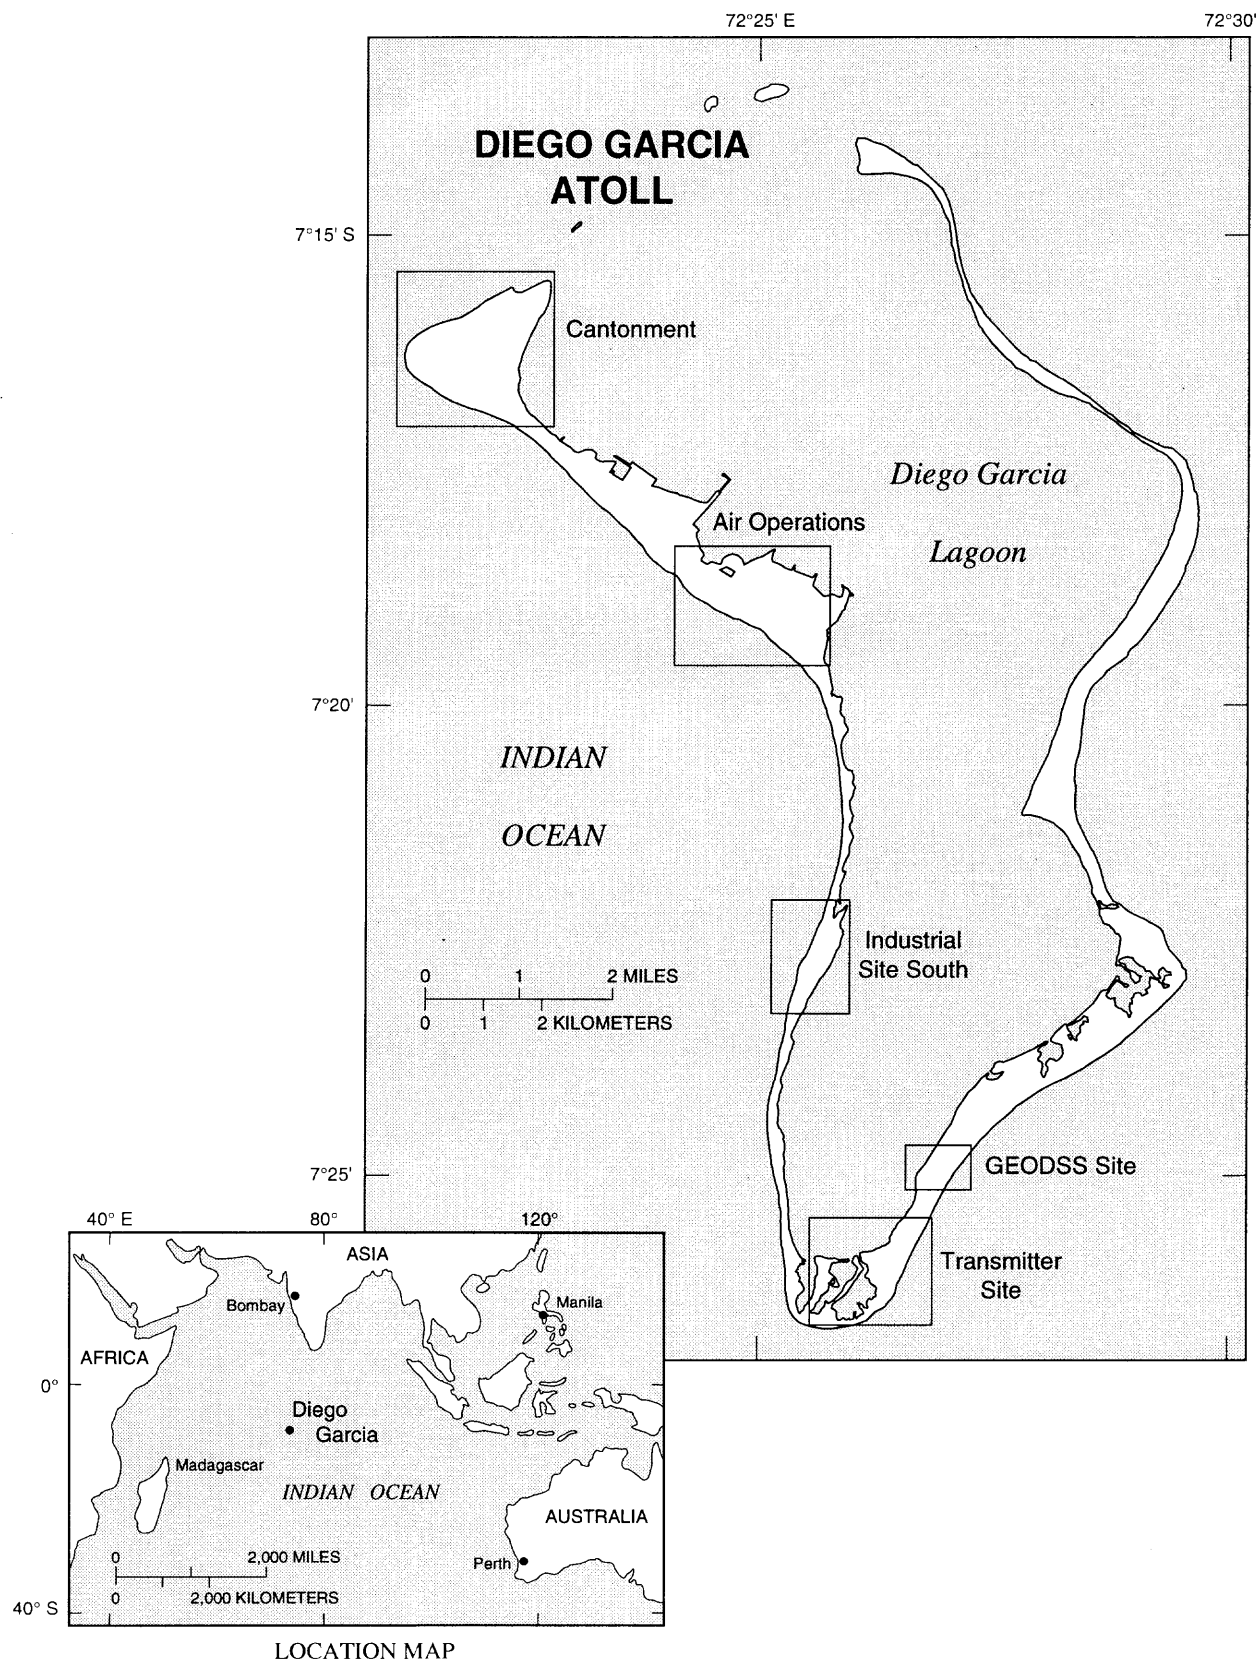 72°25' E
72°30'
DIEGO GARCIA
ATOLL
7°15' S
Cantonment
Diego Garcia
Lagoon
Air Operations
7°20'
INDIAN
OCEAN
Industrial
Site South
0 1 2 MILES
0 1 2 KILOMETERS
GEODSS Site
7°25'
Transmitter
Site
40° E
80°
120°
ASIA
Bombay
Manila
AFRICA
0°
Diego
Garcia
Madagascar
INDIAN OCEAN
AUSTRALIA
Perth
0 2,000 MILES
0 2,000 KILOMETERS
40° S
LOCATION MAP